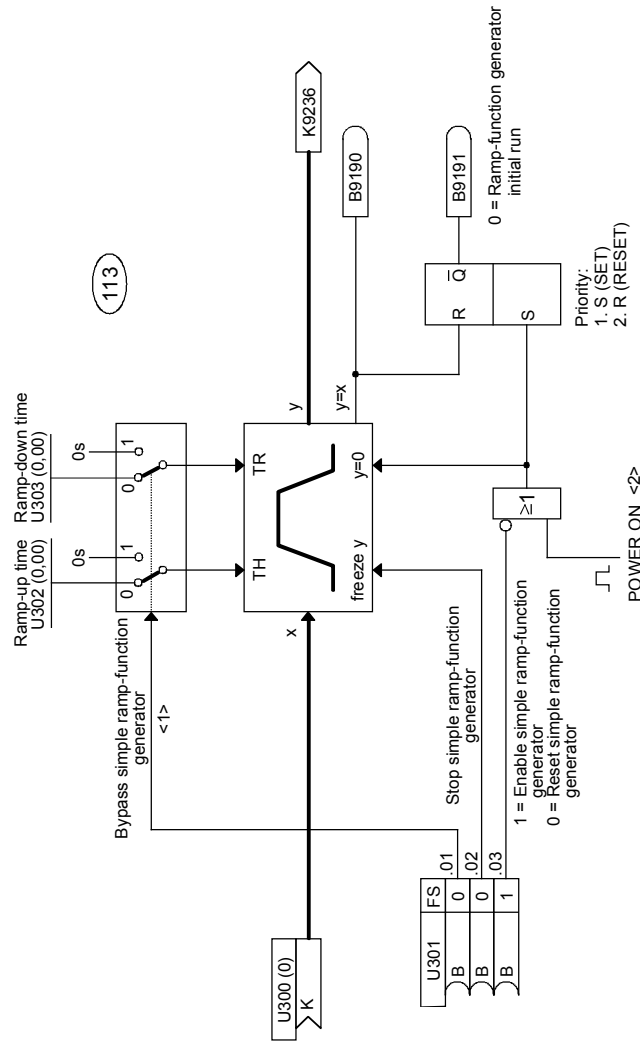 113
Ramp-up time
U302 (0,00)
Ramp-down time
U303 (0,00)
0s
0s
0
1
0
1
Bypass simple ramp-function
generator
<1>
U300 (0)
K
x
TH
TR
y
K9236
freeze y
y=0
y=x
B9190
Stop simple ramp-function
generator
U301
FS
B
0
.01
B
0
.02
B
1
.03
1 = Enable simple ramp-function
generator
0 = Reset simple ramp-function
generator
≥1
POWER ON <2>
R
Q̅
S
B9191
0 = Ramp-function generator
initial run
Priority:
1. S (SET)
2. R (RESET)